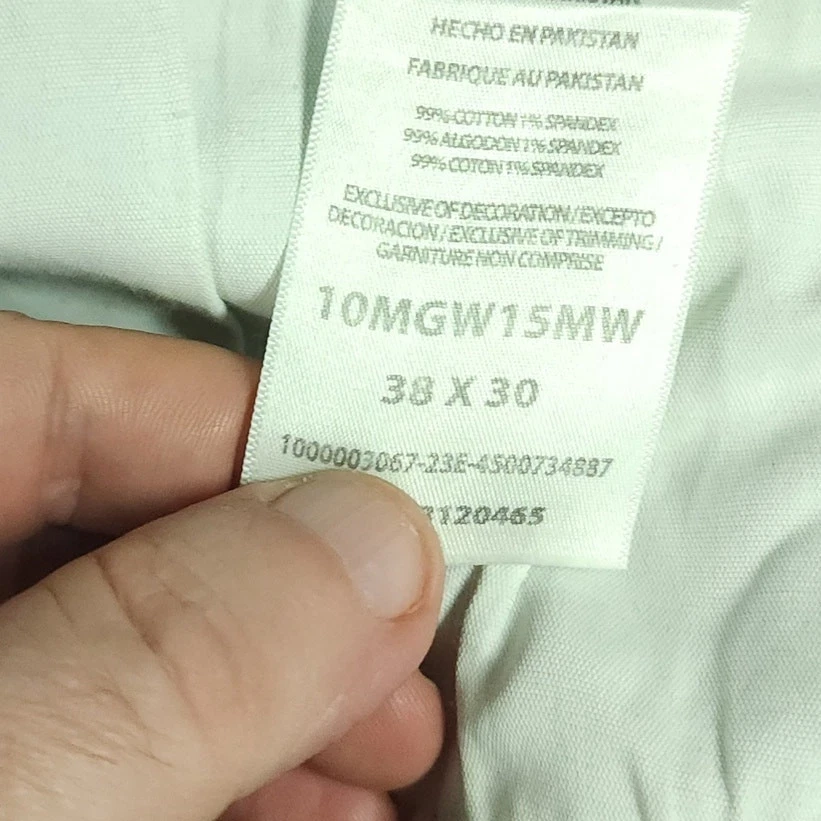 HECHO EN PAKISTAN
FABRIQUE AU PAKISTAN
99% COTTON 1% SPANDEX
99% ALGODON 1% SPANDEX
99% COTON 1% SPANDEX
EXCLUSIVE OF DECORATION / EXCEPTO
DECORACION / EXCLUSIVE OF TRIMMING /
GARNITURE NON COMPRISE
10MGW15MW
38 X 30
1000003067-23E-4500734887
120465